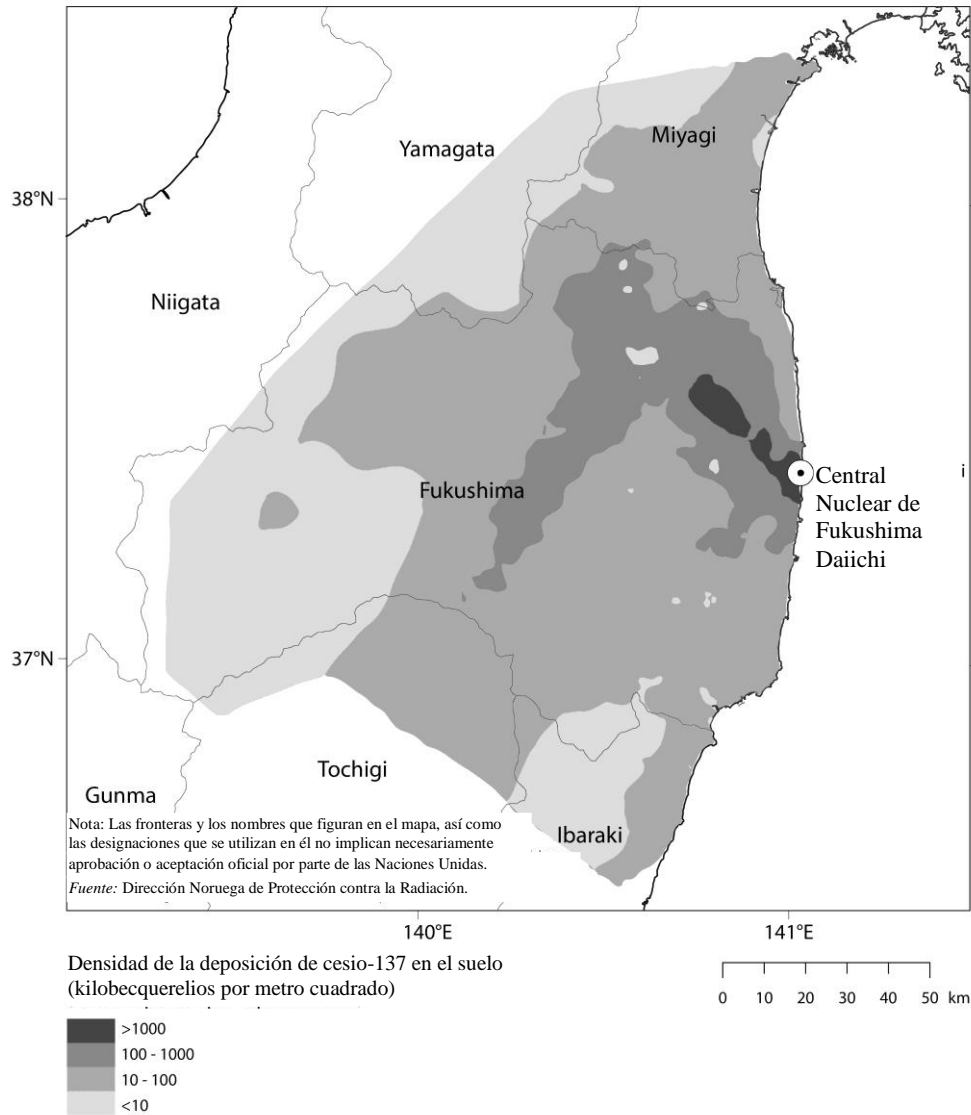 Yamagata
Miyagi
38°N
Niigata
Fukushima
Central
Nuclear de
Fukushima
Daiichi
i
37°N
Tochigi
Gunma
Ibaraki
Nota: Las fronteras y los nombres que figuran en el mapa, así como
las designaciones que se utilizan en él no implican necesariamente
aprobación o aceptación oficial por parte de las Naciones Unidas.
Fuente: Dirección Noruega de Protección contra la Radiación.
140°E
141°E
Densidad de la deposición de cesio-137 en el suelo
(kilobecquerelios por metro cuadrado)
0 10 20 30 40 50 km
>1000
100 - 1000
10 - 100
<10